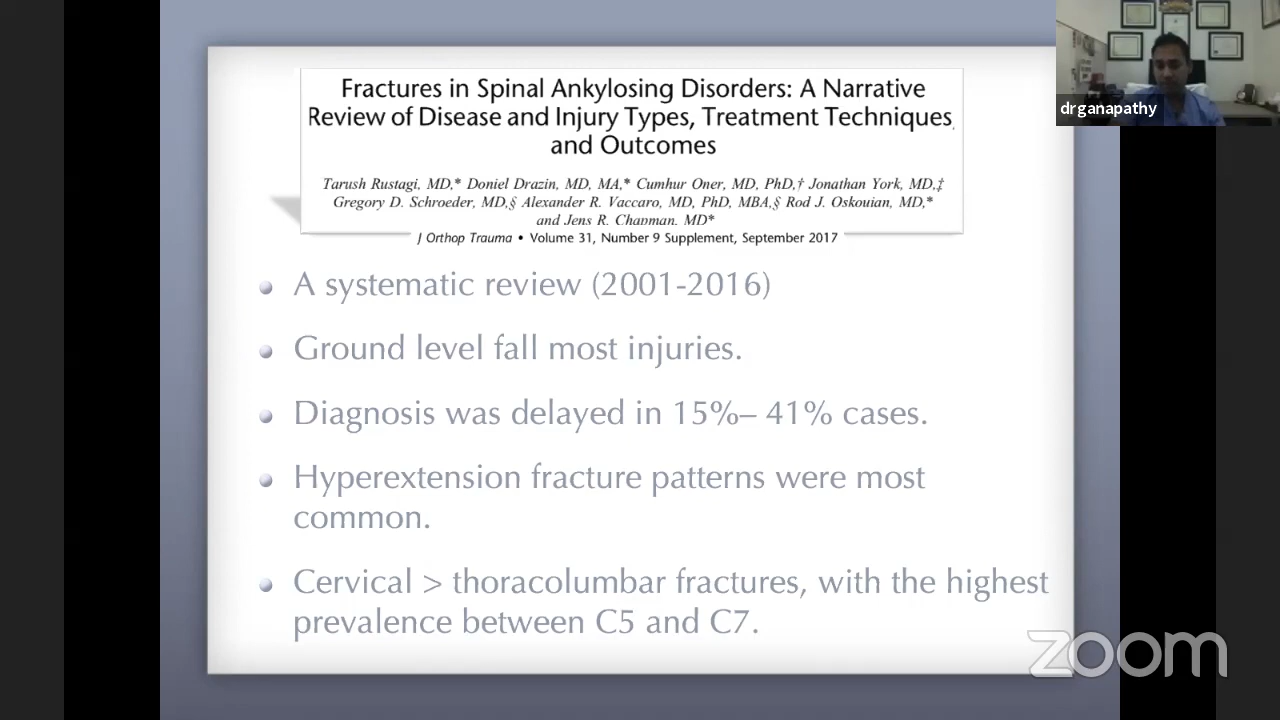 Fractures in Spinal Ankylosing Disorders: A Narrative
Review of Disease and Injury Types, Treatment Techniques,
and Outcomes
Tarush Rustagi, MD,* Doniel Drazin, MD, MA,* Cumhur Oner, MD, PhD,† Jonathan York, MD,‡
Gregory D. Schroeder, MD,§ Alexander R. Vaccaro, MD, PhD, MBA,§ Rod J. Oskouian, MD,*
and Jens R. Chapman, MD*
J Orthop Trauma • Volume 31, Number 9 Supplement, September 2017
A systematic review (2001-2016)
Ground level fall most injuries.
Diagnosis was delayed in 15%– 41% cases.
Hyperextension fracture patterns were most
common.
Cervical > thoracolumbar fractures, with the highest
prevalence between C5 and C7.
drganapathy
zoom